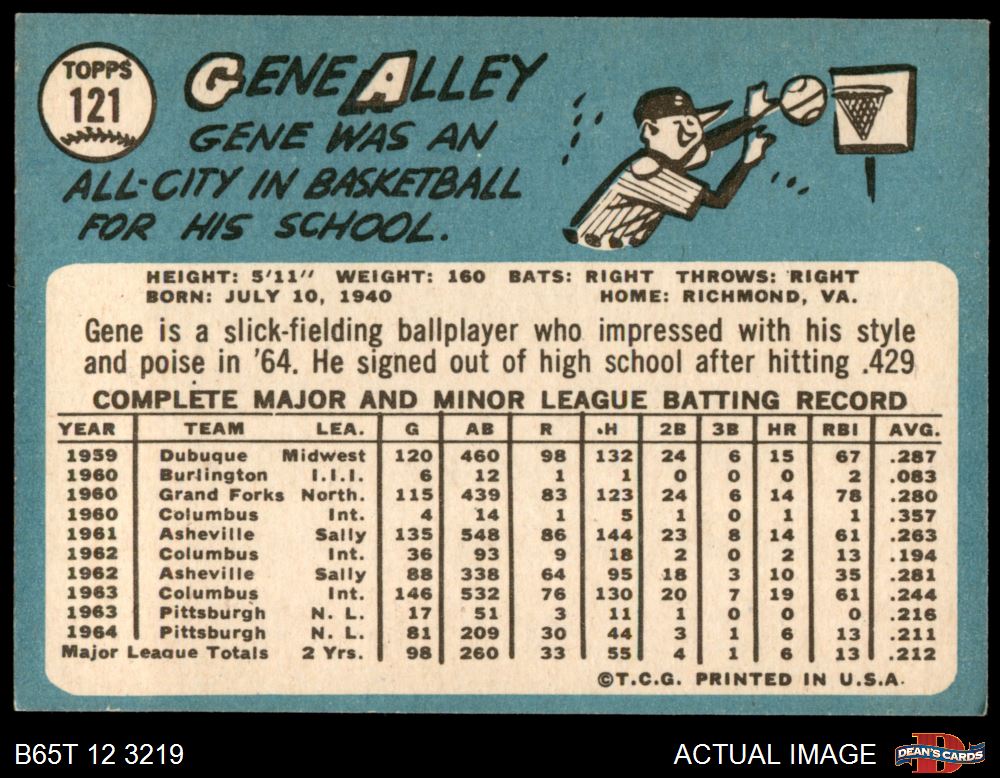 TOPPS
121
GENE ALLEY
GENE WAS AN
ALL-CITY IN BASKETBALL
FOR HIS SCHOOL.
HEIGHT: 5'11" WEIGHT: 160 BATS: RIGHT THROWS: RIGHT
BORN: JULY 10, 1940 HOME: RICHMOND, VA.
Gene is a slick-fielding ballplayer who impressed with his style
and poise in '64. He signed out of high school after hitting .429
COMPLETE MAJOR AND MINOR LEAGUE BATTING RECORD
YEAR TEAM LEA. G AB R .H 2B 3B HR RBI AVG.
1959 Dubuque Midwest 120 460 98 132 24 6 15 67 .287
1960 Burlington I.I.I. 6 12 1 1 0 0 0 2 .083
1960 Grand Forks North. 115 439 83 123 24 6 14 78 .280
1960 Columbus Int. 4 14 1 5 1 0 1 1 .357
1961 Asheville Sally 135 548 86 144 23 8 14 61 .263
1962 Columbus Int. 36 93 9 18 2 0 2 13 .194
1962 Asheville Sally 88 338 64 95 18 3 10 35 .281
1963 Columbus Int. 146 532 76 130 20 7 19 61 .244
1963 Pittsburgh N. L. 17 51 3 11 1 0 0 0 .216
1964 Pittsburgh N. L. 81 209 30 44 3 1 6 13 .211
Major League Totals 2 Yrs. 98 260 33 55 4 1 6 13 .212
©T.C.G. PRINTED IN U.S.A.
B65T 12 3219 ACTUAL IMAGE DEAN'S CARDS